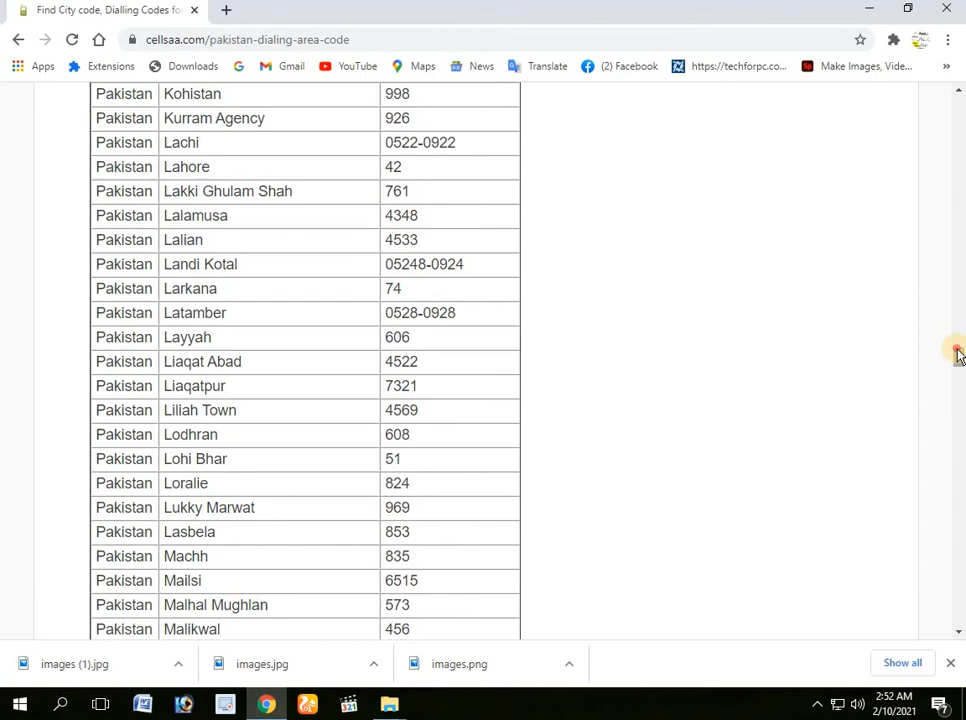 Find City code, Dialling Codes fo
cellsaa.com/pakistan-dialing-area-code
Apps Extensions Downloads Gmail YouTube Maps News Translate (2) Facebook https://techforpc.co... Make Images, Vide... »
Pakistan Kohistan 998
Pakistan Kurram Agency 926
Pakistan Lachi 0522-0922
Pakistan Lahore 42
Pakistan Lakki Ghulam Shah 761
Pakistan Lalamusa 4348
Pakistan Lalian 4533
Pakistan Landi Kotal 05248-0924
Pakistan Larkana 74
Pakistan Latamber 0528-0928
Pakistan Layyah 606
Pakistan Liaqat Abad 4522
Pakistan Liaqatpur 7321
Pakistan Liliah Town 4569
Pakistan Lodhran 608
Pakistan Lohi Bhar 51
Pakistan Loralie 824
Pakistan Lukky Marwat 969
Pakistan Lasbela 853
Pakistan Machh 835
Pakistan Mailsi 6515
Pakistan Malhal Mughlan 573
Pakistan Malikwal 456
images (1).jpg images.jpg images.png Show all
2:52 AM
2/10/2021